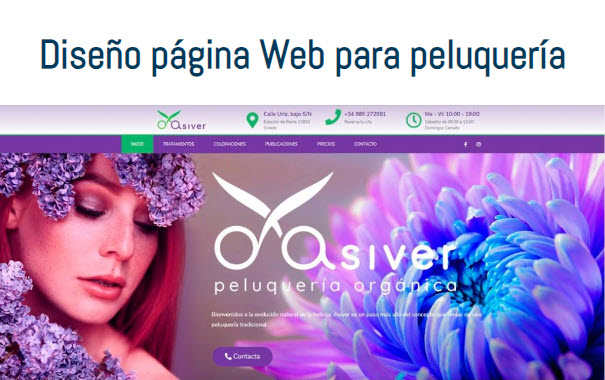 Diseño página Web para peluquería
asiver
Calle Uria, bajo S/N
Estación de Renfe 33003
Oviedo
+34 985 272981
Reserva tu cita
Ma - Vi: 10:00 - 19:00
Sábados de 09:30 a 13:00
Domingos Cerrado
INICIO TRATAMIENTOS COLORACIONES PUBLICACIONES PRECIOS CONTACTO
asiver
peluquería orgánica
Bienvenidos a la evolución natural de la belleza. Asiver es un paso más allá del concepto que tienes de una
peluquería tradicional
Contacta